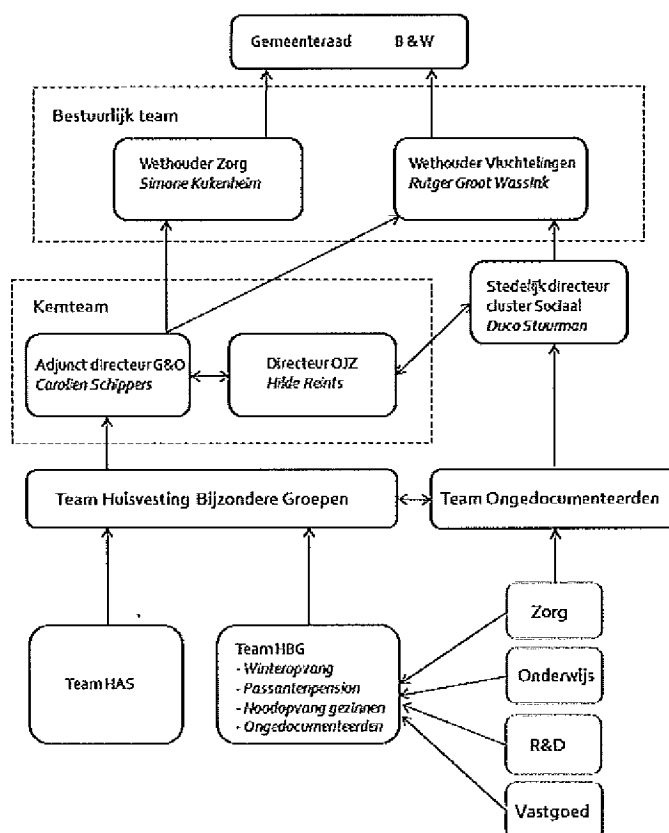 Gemeenteraad B & W
Bestuurlijk team
Wethouder Zorg
Simone Kukenheim
Wethouder Vluchtelingen
Rutger Groot Wassink
Stedelijk directeur
cluster Sociaal
Duco Stuurman
Kernteam
Adjunct directeur G&O
Carolien Schippers
Directeur OJZ
Hilde Reints
Team Huisvesting Bijzondere Groepen
Team Ongedocumenteerden
Team HAS
Team HBG
- Winteropvang
- Passantenpension
- Noodopvang gezinnen
- Ongedocumenteerden
Zorg
Onderwijs
R&D
Vastgoed